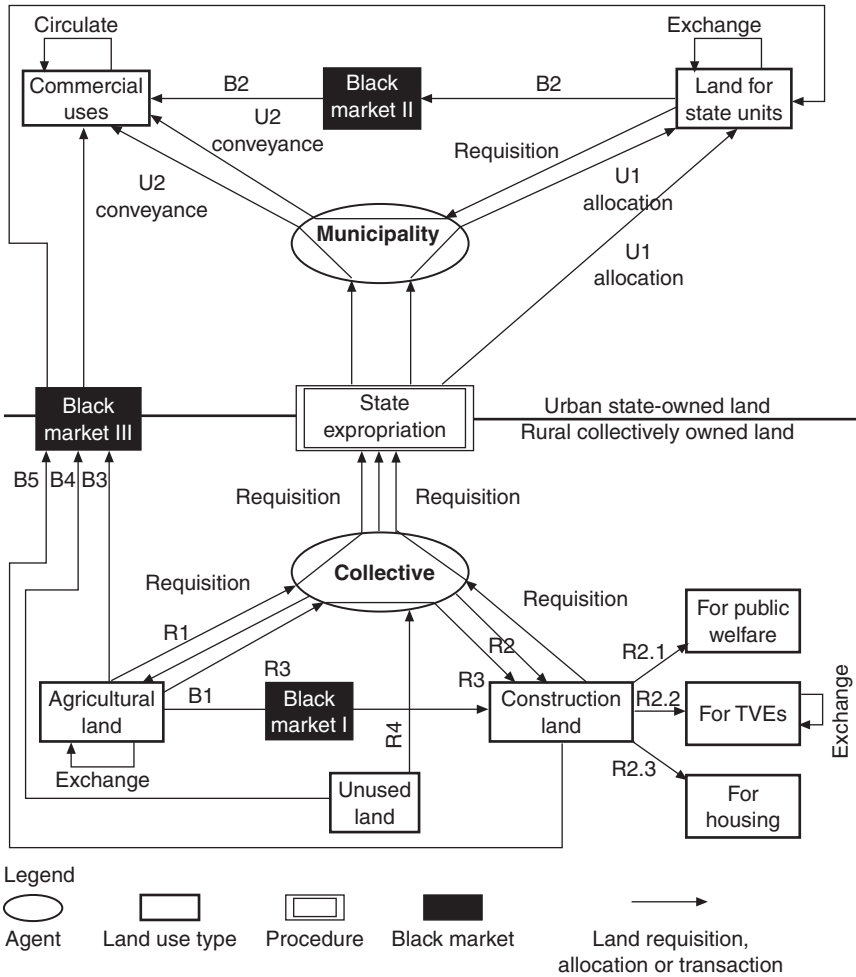 Circulate
Exchange
Commercial
uses
B2
Black
market II
B2
Land for
state units
U2
conveyance
Requisition
U2
conveyance
U1
allocation
Municipality
U1
allocation
Black
market III
State
expropriation
Urban state-owned land
Rural collectively owned land
B5
B4
B3
Requisition
Requisition
Collective
Requisition
Requisition
For public
welfare
R1
R2
R2.1
R3
R3
Agricultural
land
B1
Black
market I
Construction
land
R2.2
For TVEs
Exchange
R4
R2.3
Exchange
Unused
land
For
housing
Legend
Agent
Land use type
Procedure
Black market
Land requisition,
allocation or transaction